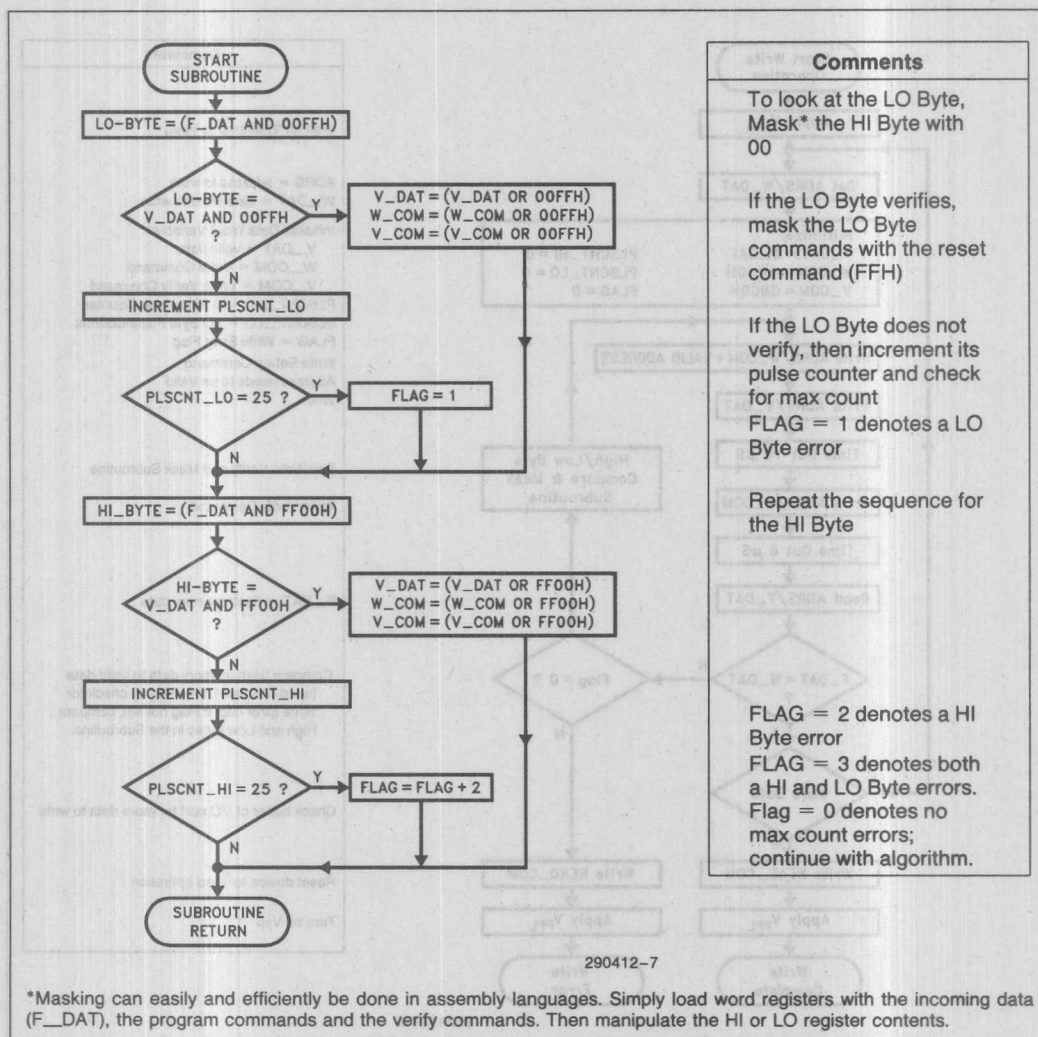 START
SUBROUTINE
LO-BYTE = (F_DAT AND 00FFH)
LO-BYTE =
V_DAT AND 00FFH
?
Y
V_DAT = (V_DAT OR 00FFH)
W_COM = (W_COM OR 00FFH)
V_COM = (V_COM OR 00FFH)
N
INCREMENT PLSCNT_LO
PLSCNT_LO = 25 ?
Y
FLAG = 1
N
HI_BYTE = (F_DAT AND FF00H)
HI-BYTE =
V_DAT AND FF00H
?
Y
V_DAT = (V_DAT OR FF00H)
W_COM = (W_COM OR FF00H)
V_COM = (V_COM OR FF00H)
N
INCREMENT PLSCNT_HI
PLSCNT_HI = 25 ?
Y
FLAG = FLAG + 2
N
SUBROUTINE
RETURN
Comments
To look at the LO Byte,
Mask* the HI Byte with
00
If the LO Byte verifies,
mask the LO Byte
commands with the reset
command (FFH)
If the LO Byte does not
verify, then increment its
pulse counter and check
for max count
FLAG = 1 denotes a LO
Byte error
Repeat the sequence for
the HI Byte
FLAG = 2 denotes a HI
Byte error
FLAG = 3 denotes both
a HI and LO Byte errors.
Flag = 0 denotes no
max count errors;
continue with algorithm.
290412-7
*Masking can easily and efficiently be done in assembly languages. Simply load word registers with the incoming data
(F__DAT), the program commands and the verify commands. Then manipulate the HI or LO register contents.